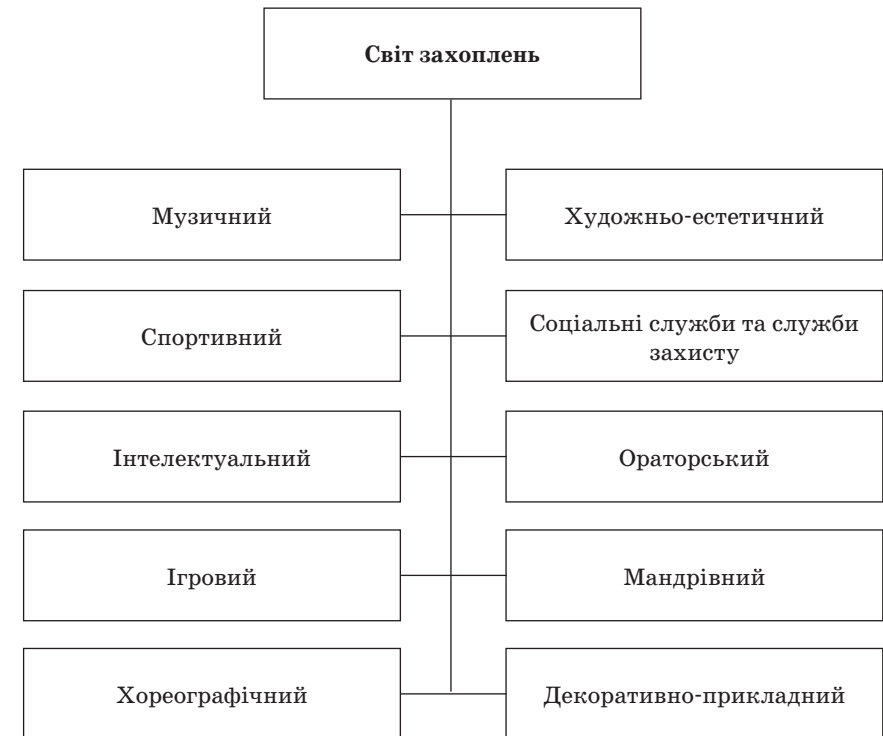 Світ захоплень
Музичний
Художньо-естетичний
Спортивний
Соціальні служби та служби
захисту
Інтелектуальний
Ораторський
Ігровий
Мандрівний
Хореографічний
Декоративно-прикладний